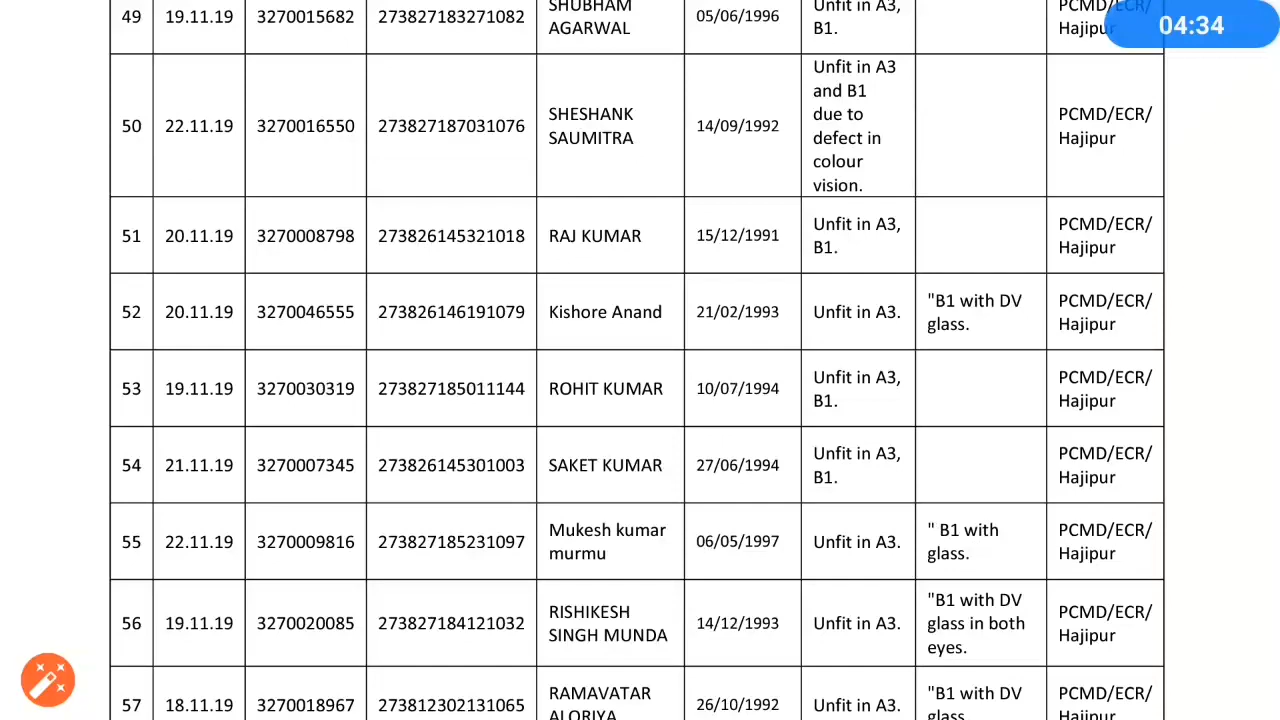 49 19.11.19 3270015682 273827183271082 SHUBHAM AGARWAL 05/06/1996 Unfit in A3, B1. PCMD/ECR/ Hajipur
04:34
50 22.11.19 3270016550 273827187031076 SHESHANK SAUMITRA 14/09/1992 Unfit in A3 and B1 due to defect in colour vision. PCMD/ECR/ Hajipur
51 20.11.19 3270008798 273826145321018 RAJ KUMAR 15/12/1991 Unfit in A3, B1. PCMD/ECR/ Hajipur
52 20.11.19 3270046555 273826146191079 Kishore Anand 21/02/1993 Unfit in A3. "B1 with DV glass. PCMD/ECR/ Hajipur
53 19.11.19 3270030319 273827185011144 ROHIT KUMAR 10/07/1994 Unfit in A3, B1. PCMD/ECR/ Hajipur
54 21.11.19 3270007345 273826145301003 SAKET KUMAR 27/06/1994 Unfit in A3, B1. PCMD/ECR/ Hajipur
55 22.11.19 3270009816 273827185231097 Mukesh kumar murmu 06/05/1997 Unfit in A3. " B1 with glass. PCMD/ECR/ Hajipur
56 19.11.19 3270020085 273827184121032 RISHIKESH SINGH MUNDA 14/12/1993 Unfit in A3. "B1 with DV glass in both eyes. PCMD/ECR/ Hajipur
57 18.11.19 3270018967 273812302131065 RAMAVATAR ALORIYA 26/10/1992 Unfit in A3. "B1 with DV glass PCMD/ECR/ Hajipur